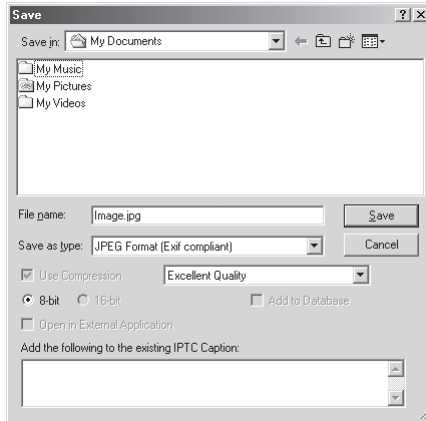 Save
Save in: My Documents
My Music
My Pictures
My Videos
File name: Image.jpg Save
Save as type: JPEG Format (Exif compliant) Cancel
Use Compression Excellent Quality
8-bit 16-bit Add to Database
Open in External Application
Add the following to the existing IPTC Caption: